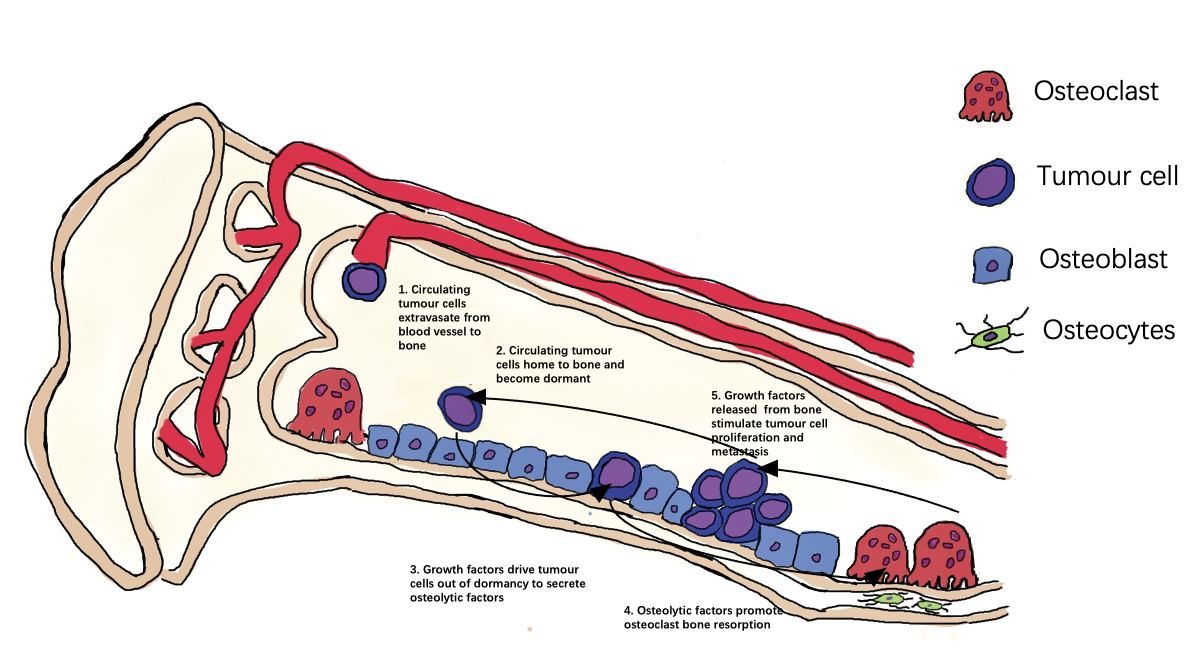 Osteoclast
Tumour cell
Osteoblast
Osteocytes
1. Circulating
tumour cells
extravasate from
blood vessel to
bone
2. Circulating tumour
cells home to bone and
become dormant
5. Growth factors
released  from bone
stimulate tumour cell
proliferation and
metastasis
3. Growth factors drive tumour
cells out of dormancy to secrete
osteolytic factors
4. Osteolytic factors promote
osteoclast bone resorption